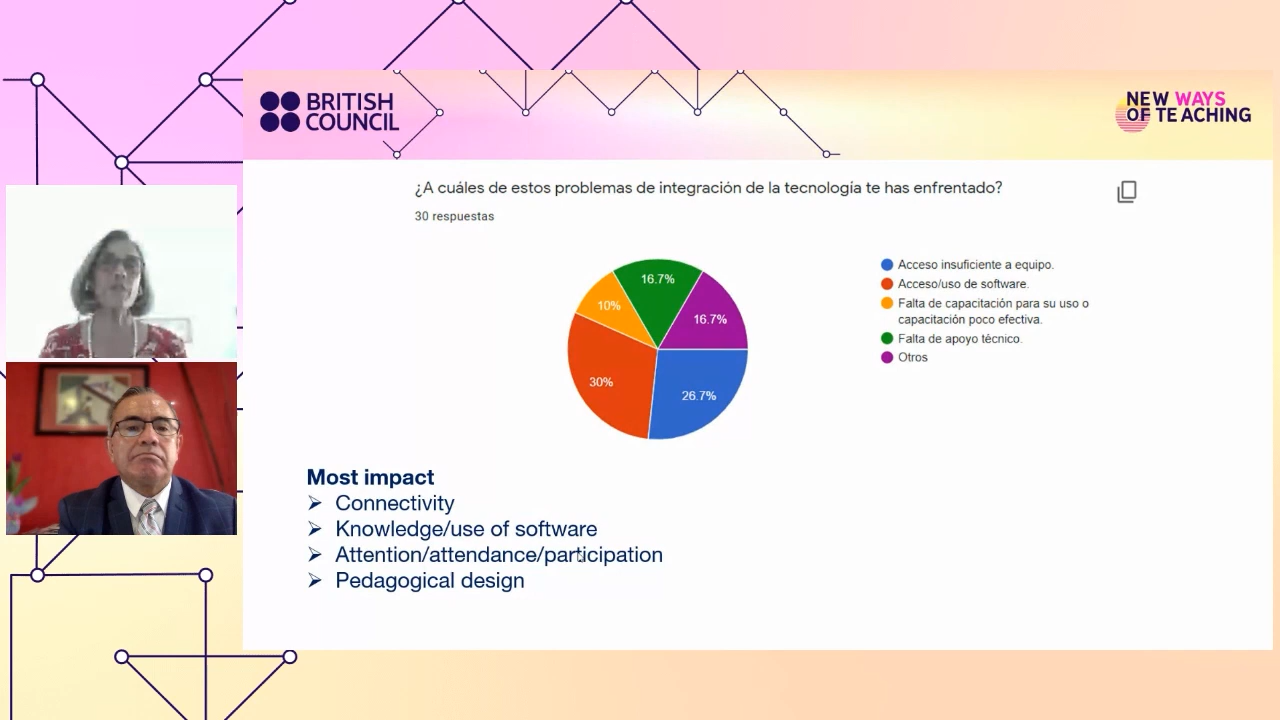 BRITISH
COUNCIL
NEW WAYS
OF TEACHING
¿A cuáles de estos problemas de integración de la tecnología te has enfrentado?
30 respuestas
16.7%
10%
16.7%
30%
26.7%
Acceso insuficiente a equipo.
Acceso/uso de software.
Falta de capacitación para su uso o
capacitación poco efectiva.
Falta de apoyo técnico.
Otros
Most impact
Connectivity
Knowledge/use of software
Attention/attendance/participation
Pedagogical design